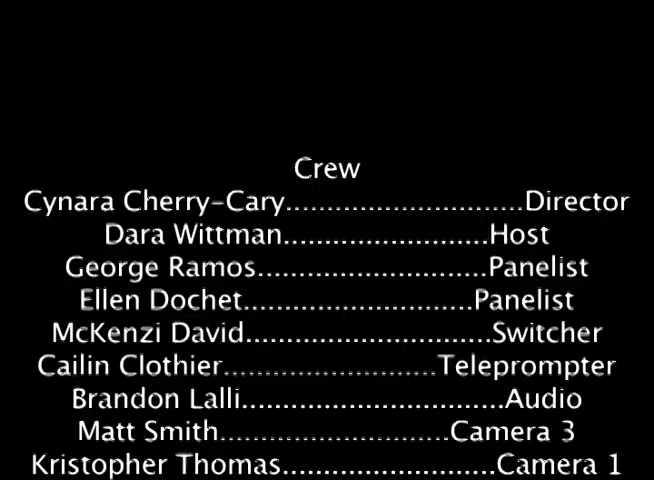 Crew
Cynara Cherry-Cary.............................Director
Dara Wittman.........................Host
George Ramos............................Panelist
Ellen Dochet............................Panelist
McKenzi David..............................Switcher
Cailin Clothier..........................Teleprompter
Brandon Lalli................................Audio
Matt Smith............................Camera 3
Kristopher Thomas..........................Camera 1